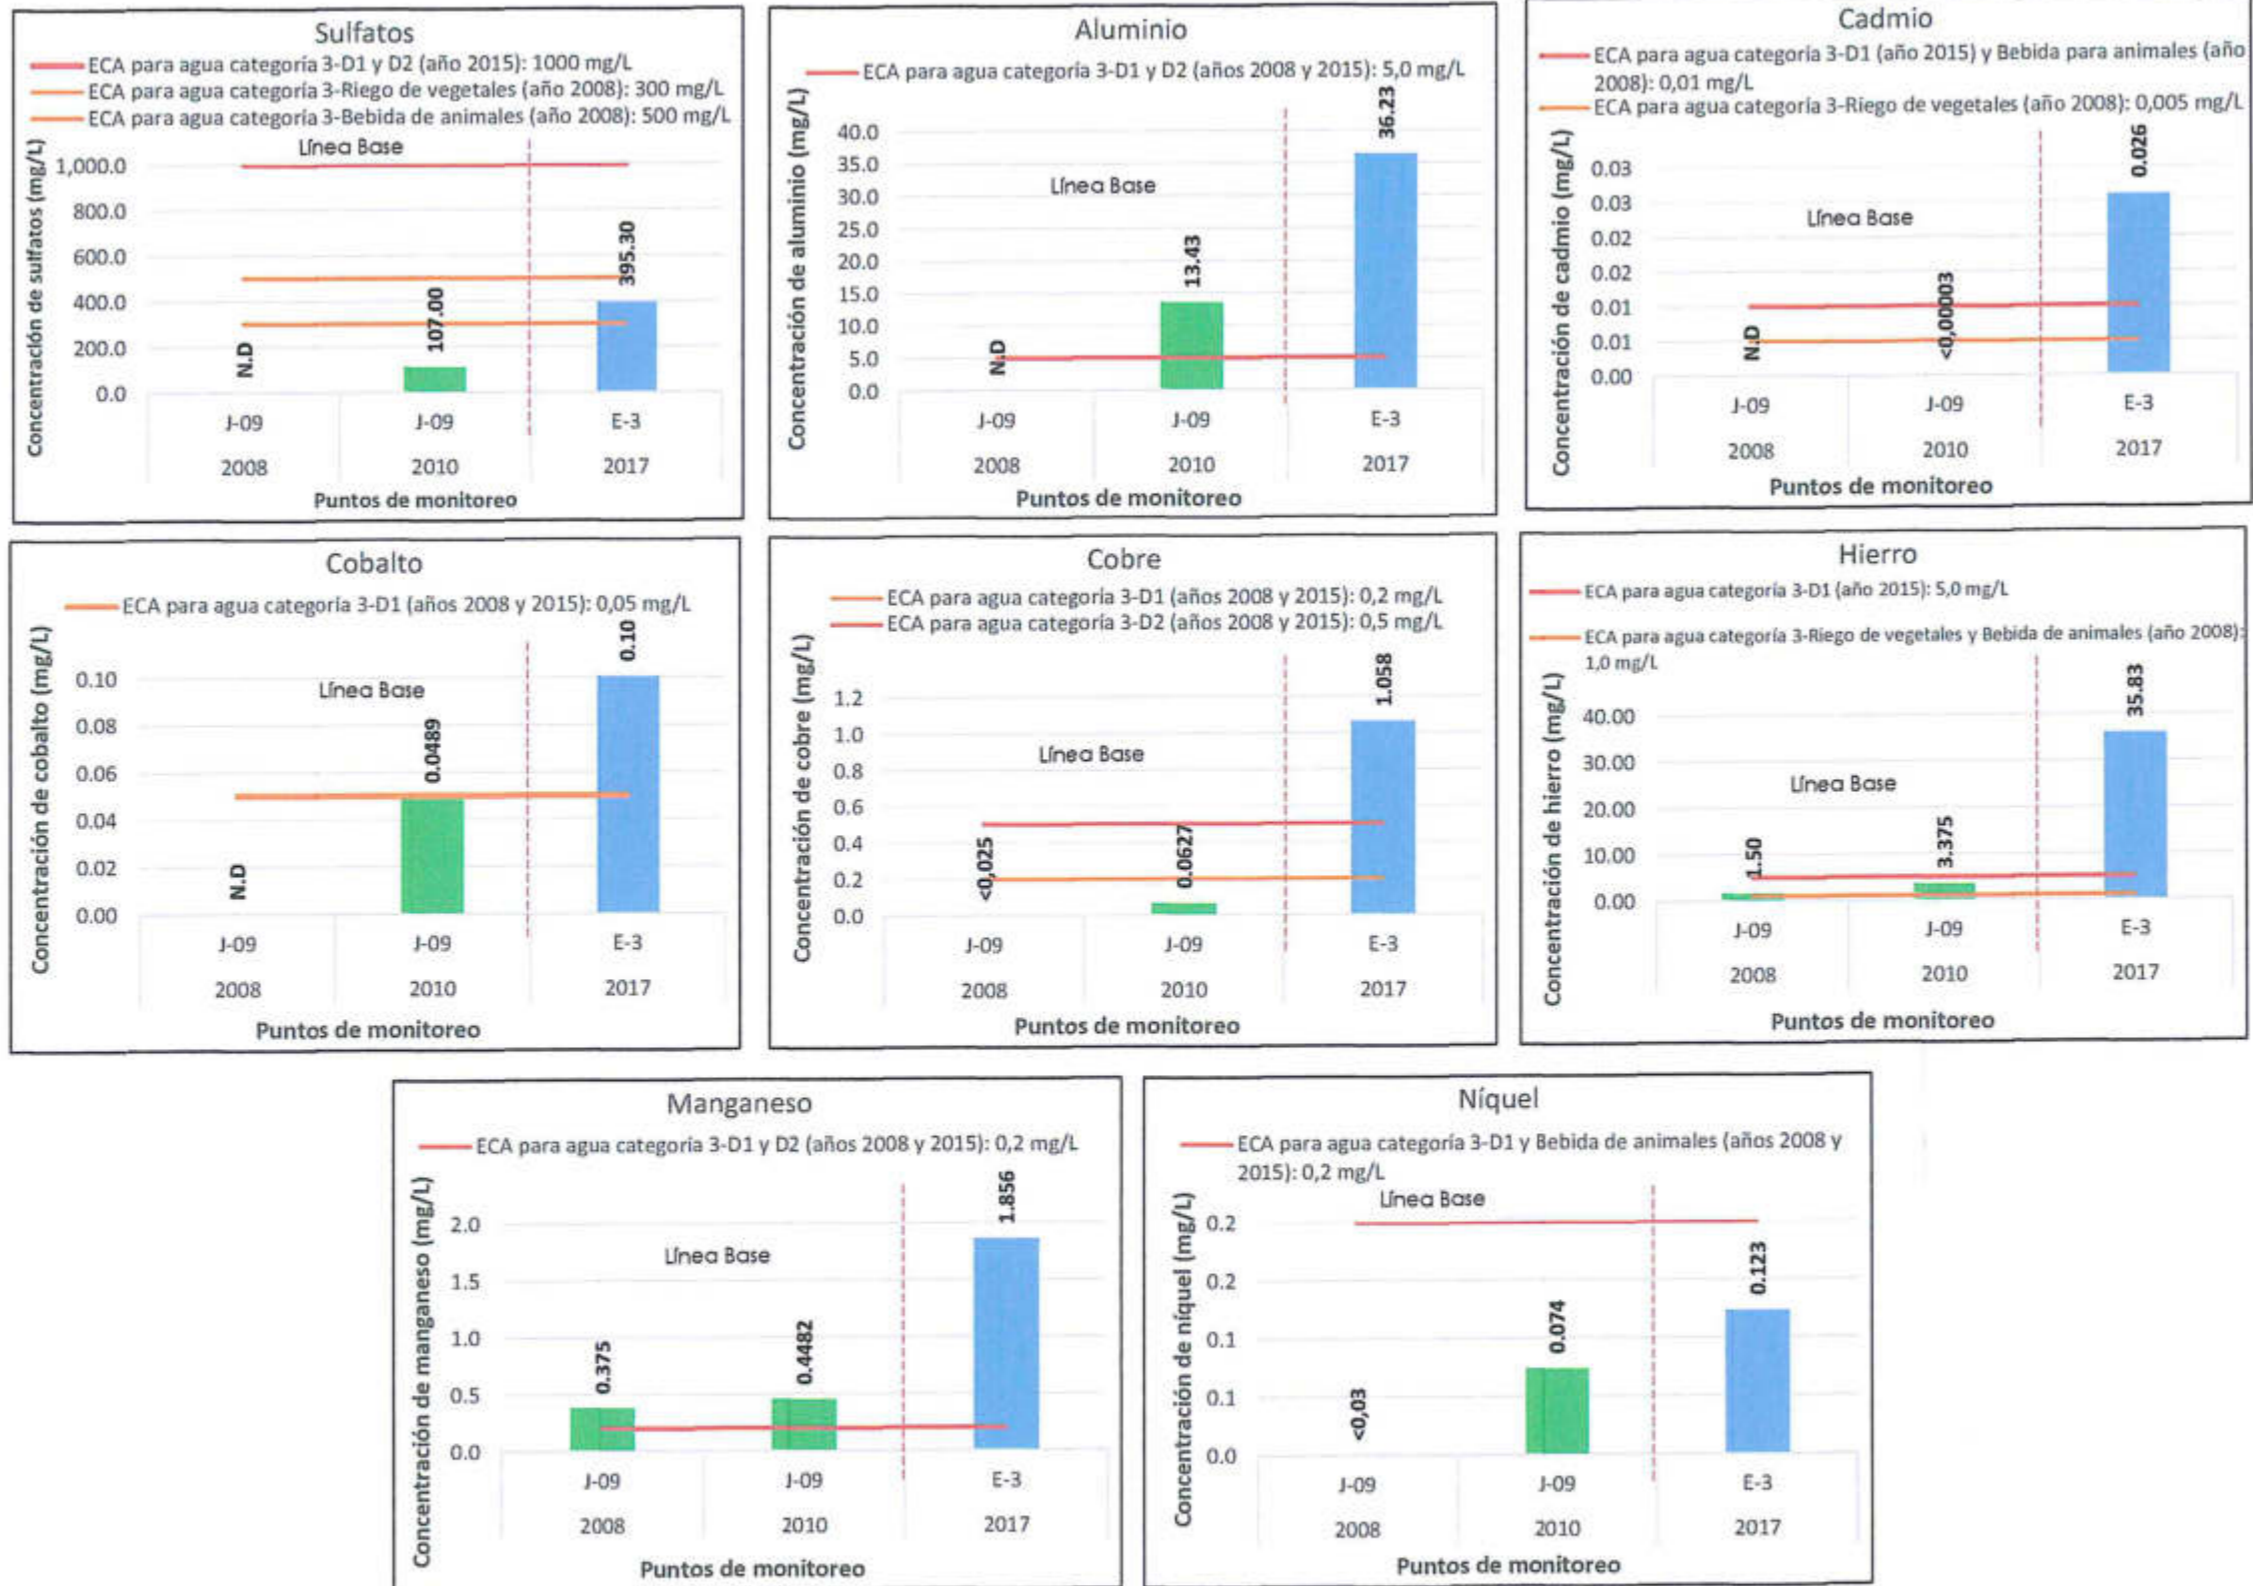 Sulfatos
ECA para agua categoría 3-D1 y D2 (año 2015): 1000 mg/L
ECA para agua categoría 3-Riego de vegetales (año 2008): 300 mg/L
ECA para agua categoría 3-Bebida de animales (año 2008): 500 mg/L
Concentración de sulfatos (mg/L)
Línea Base
1,000.0
800.0
600.0
400.0
200.0
0.0
N.D
107.00
395.30
J-09
J-09
E-3
2008
2010
2017
Puntos de monitoreo
Aluminio
ECA para agua categoría 3-D1 y D2 (años 2008 y 2015): 5,0 mg/L
Concentración de aluminio (mg/L)
Línea Base
40.0
35.0
30.0
25.0
20.0
15.0
10.0
5.0
0.0
N.D
13.43
36.23
J-09
J-09
E-3
2008
2010
2017
Puntos de monitoreo
Cadmio
ECA para agua categoría 3-D1 (año 2015) y Bebida para animales (año
2008): 0,01 mg/L
ECA para agua categoría 3-Riego de vegetales (año 2008): 0,005 mg/L
Concentración de cadmio (mg/L)
Línea Base
0.03
0.03
0.02
0.02
0.01
0.01
0.00
N.D
<0,00003
0.026
J-09
J-09
E-3
2008
2010
2017
Puntos de monitoreo
Cobalto
ECA para agua categoría 3-D1 (años 2008 y 2015): 0,05 mg/L
Concentración de cobalto (mg/L)
Línea Base
0.10
0.08
0.06
0.04
0.02
0.00
N.D
0.0489
0.10
J-09
J-09
E-3
2008
2010
2017
Puntos de monitoreo
Cobre
ECA para agua categoría 3-D1 (años 2008 y 2015): 0,2 mg/L
ECA para agua categoría 3-D2 (años 2008 y 2015): 0,5 mg/L
Concentración de cobre (mg/L)
Línea Base
1.2
1.0
0.8
0.6
0.4
0.2
0.0
<0,025
0.0627
1.058
J-09
J-09
E-3
2008
2010
2017
Puntos de monitoreo
Hierro
ECA para agua categoría 3-D1 (año 2015): 5,0 mg/L
ECA para agua categoría 3-Riego de vegetales y Bebida de animales (año 2008):
1,0 mg/L
Concentración de hierro (mg/L)
Línea Base
40.00
30.00
20.00
10.00
0.00
1.50
3.375
35.83
J-09
J-09
E-3
2008
2010
2017
Puntos de monitoreo
Manganeso
ECA para agua categoría 3-D1 y D2 (años 2008 y 2015): 0,2 mg/L
Concentración de manganeso (mg/L)
Línea Base
2.0
1.5
1.0
0.5
0.0
0.375
0.4482
1.856
J-09
J-09
E-3
2008
2010
2017
Puntos de monitoreo
Níquel
ECA para agua categoría 3-D1 y Bebida de animales (años 2008 y
2015): 0,2 mg/L
Concentración de níquel (mg/L)
Línea Base
0.2
0.2
0.1
0.1
0.0
<0,03
0.074
0.123
J-09
J-09
E-3
2008
2010
2017
Puntos de monitoreo